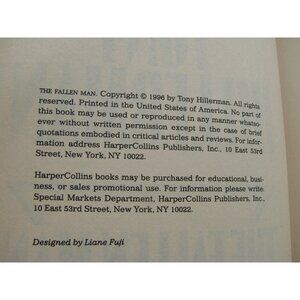 THE FALLEN MAN. Copyright © 1996 by Tony Hillerman. All rights
reserved. Printed in the United States of America. No part of
this book may be used or reproduced in any manner whatso-
ever without written permission except in the case of brief
quotations embodied in critical articles and reviews. For in-
formation address HarperCollins Publishers, Inc., 10 East 53rd
Street, New York, NY 10022.
HarperCollins books may be purchased for educational, busi-
ness, or sales promotional use. For information please write:
Special Markets Department, HarperCollins Publishers, Inc.,
10 East 53rd Street, New York, NY 10022.
Designed by Liane Fuji